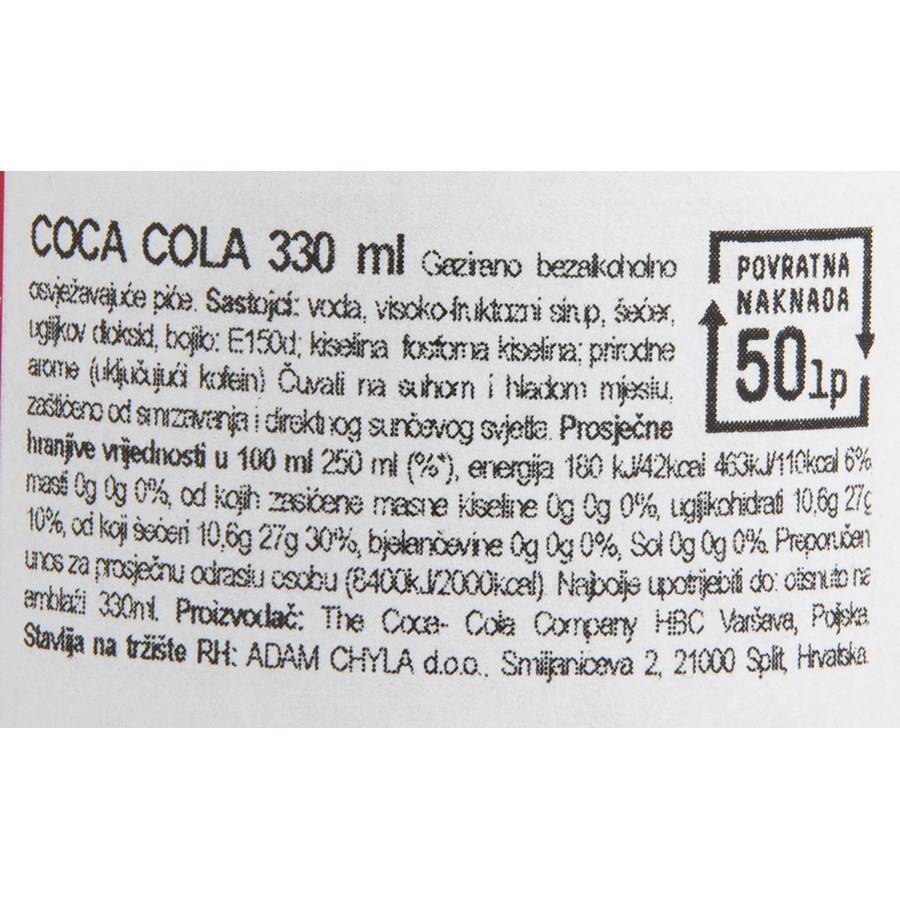 COCA COLA 330 ml Gazirano bezalkoholno
osvježavajuće piće. Sastojci: voda, visoko-fruktozni sirup, šećer,
ugljikov dioksid, bojilo: E150d; kiselina fosforna kiselina; prirodne
arome (uključujući kofein) Čuvati na suhom i hladom mjestu,
zaštićeno od smrzavanja i direktnog sunčevog svjetla. Prosječne
hranjive vrijednosti u 100 ml 250 ml (%*), energija 180 kJ/42kcal 463kJ/110kcal 6%
masti 0g 0g 0%, od kojih zasićene masne kiseline 0g 0g 0%, ugljikohidrati 10,6g 27g
10%, od koji šećeri 10,6g 27g 30%, bjelančevine 0g 0g 0%, Sol 0g 0g 0%. Preporučen
unos za prosječnu odraslu osobu (8400kJ/2000kcal). Najbolje upotrijebiti do: otisnuto na
amblaži 330ml. Proizvođač: The Coca- Cola Company HBC Varšava, Poljska.
Stavlja na tržište RH: ADAM CHYLA d.o.o., Smiljaniceva 2, 21000 Split, Hrvatska.
POVRATNA
NAKNADA
50lp